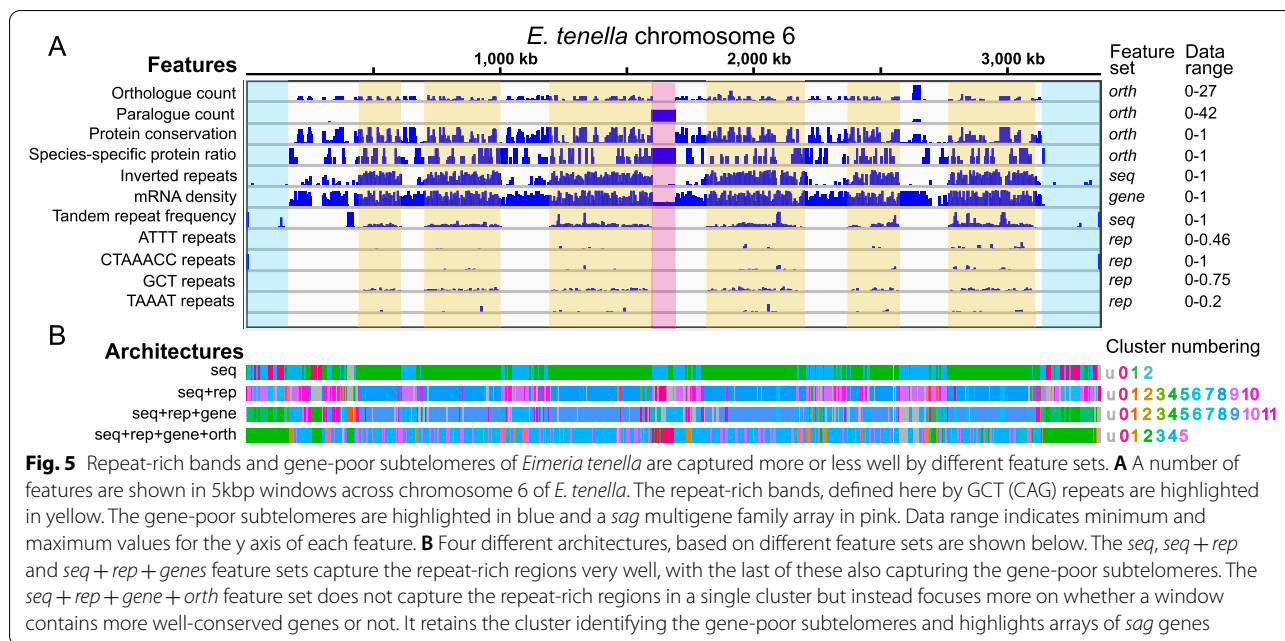 A
E. tenella chromosome 6
Features
1,000 kb 2,000 kb 3,000 kb
Feature set Data range
Orthologue count orth 0-27
Paralogue count orth 0-42
Protein conservation orth 0-1
Species-specific protein ratio orth 0-1
Inverted repeats seq 0-1
mRNA density gene 0-1
Tandem repeat frequency seq 0-1
ATTT repeats rep 0-0.46
CTAAACC repeats rep 0-1
GCT repeats rep 0-0.75
TAAAT repeats rep 0-0.2
B
Architectures Cluster numbering
seq u 0 1 2
seq+rep u 0 1 2 3 4 5 6 7 8 9 10
seq+rep+gene u 0 1 2 3 4 5 6 7 8 9 10 11
seq+rep+gene+orth u 0 1 2 3 4 5
Fig. 5 Repeat-rich bands and gene-poor subtelomeres of Eimeria tenella are captured more or less well by different feature sets. A A number of
features are shown in 5kbp windows across chromosome 6 of E. tenella. The repeat-rich bands, defined here by GCT (CAG) repeats are highlighted
in yellow. The gene-poor subtelomeres are highlighted in blue and a sag multigene family array in pink. Data range indicates minimum and
maximum values for the y axis of each feature. B Four different architectures, based on different feature sets are shown below. The seq, seq + rep
and seq + rep + genes feature sets capture the repeat-rich regions very well, with the last of these also capturing the gene-poor subtelomeres. The
seq + rep + gene + orth feature set does not capture the repeat-rich regions in a single cluster but instead focuses more on whether a window
contains more well-conserved genes or not. It retains the cluster identifying the gene-poor subtelomeres and highlights arrays of sag genes